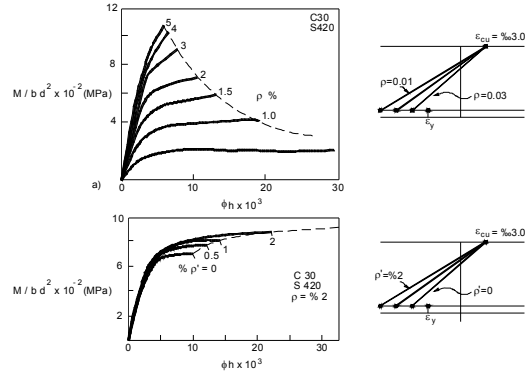 C30
S420
M / b d² x 10⁻² (MPa)
8
4
5
4
3
2
1.5
1.0
ρ %
a)
0
10
20
30
ϕh x 10³
ε_cu = ‰3.0
ρ=0.01
ρ=0.03
ε_y
M / b d² x 10⁻² (MPa)
10
8
6
4
2
% ρ' = 0
0.5
1
2
C 30
S 420
ρ = % 2
0
10
20
30
ϕh x 10³
ε_cu = ‰3.0
ρ'=%2
ρ'=0
ε_y